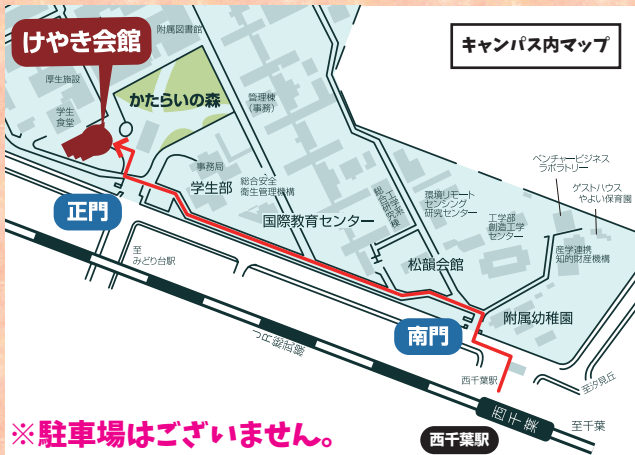 けやき会館
附属図書館
キャンパス内マップ
厚生施設
かたらいの森
管理棟
(事務)
学生
食堂
事務局
学生部
総合安全
衛生管理機構
正門
国際教育センター
工学系
総合研究棟
環境リモート
センシング
研究センター
工学部
創造工学
センター
ベンチャービジネス
ラボラトリー
ゲストハウス
やよい保育園
産学連携
知的財産機構
至
みどり台駅
松韻会館
附属幼稚園
南門
JR総武線
西千葉駅
至汐見丘
西千葉
至千葉
西千葉駅
※駐車場はございません。